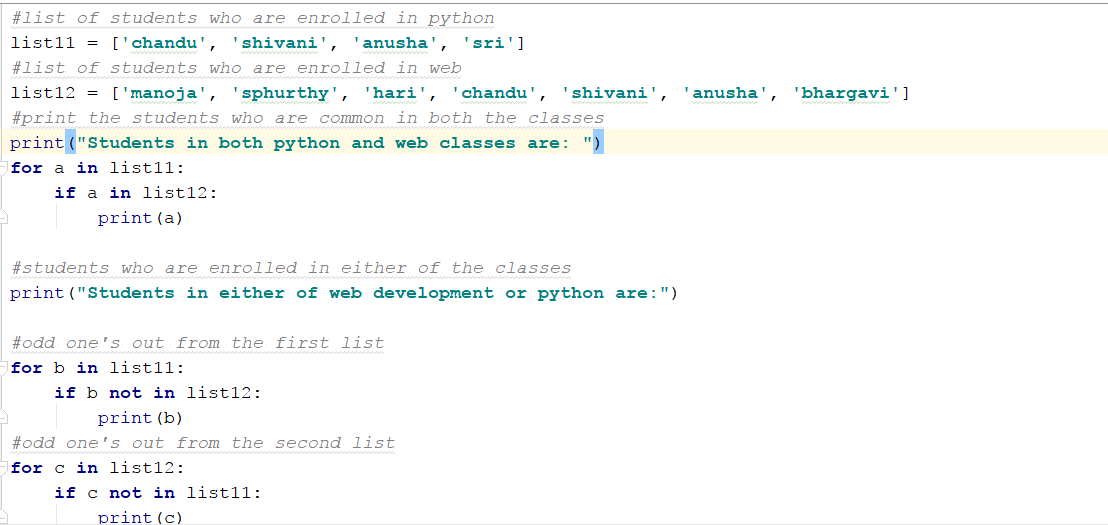 #list of students who are enrolled in python
list11 = ['chandu', 'shivani', 'anusha', 'sri']
#list of students who are enrolled in web
list12 = ['manoja', 'sphurthy', 'hari', 'chandu', 'shivani', 'anusha', 'bhargavi']
#print the students who are common in both the classes
print("Students in both python and web classes are: ")
for a in list11:
    if a in list12:
        print(a)

#students who are enrolled in either of the classes
print("Students in either of web development or python are:")

#odd one's out from the first list
for b in list11:
    if b not in list12:
        print(b)
#odd one's out from the second list
for c in list12:
    if c not in list11:
        print(c)